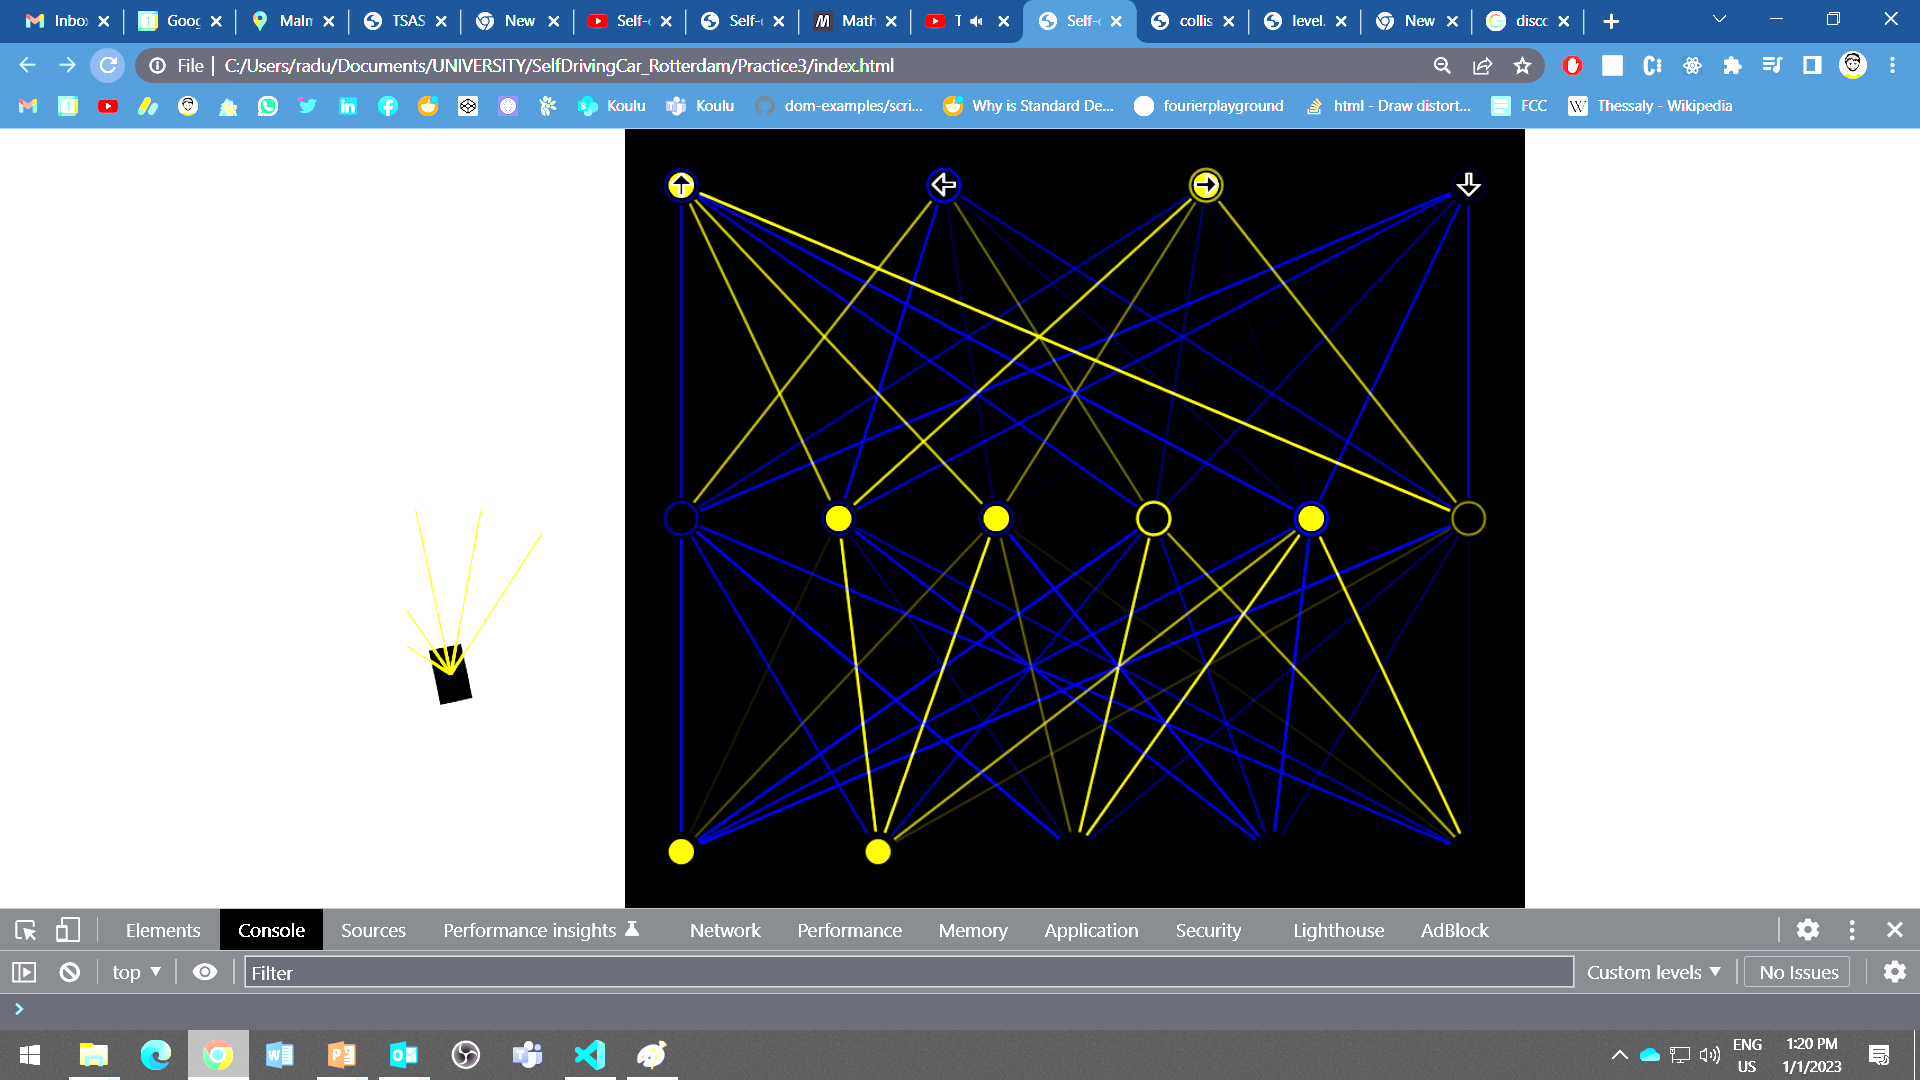 Inbox Goog Malm TSAS New Self-d Self-d Math T Self-d collis level. New disco
File C:/Users/radu/Documents/UNIVERSITY/SelfDrivingCar_Rotterdam/Practice3/index.html
Koulu Koulu dom-examples/scri... Why is Standard De... fourierplayground html - Draw distort... FCC Thessaly - Wikipedia
Elements Console Sources Performance insights Network Performance Memory Application Security Lighthouse AdBlock
top Filter Custom levels No Issues
ENG 1:20 PM
US 1/1/2023